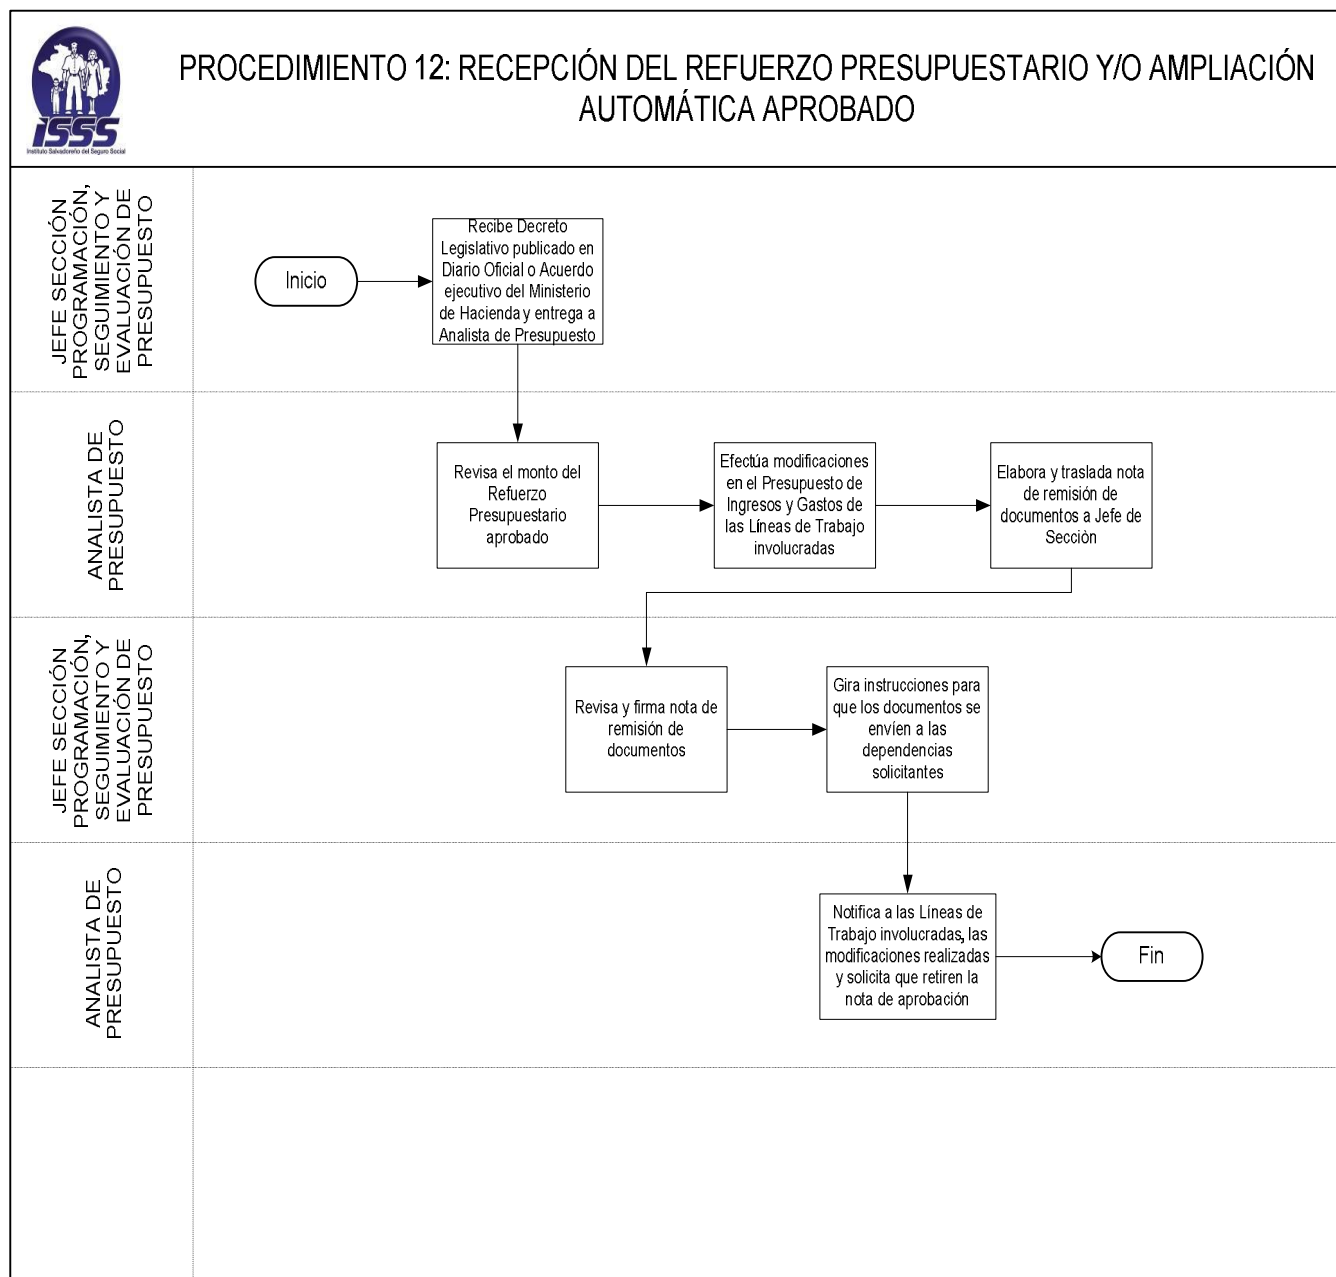 ISSS
Instituto Salvadoreño del Seguro Social
PROCEDIMIENTO 12: RECEPCIÓN DEL REFUERZO PRESUPUESTARIO Y/O AMPLIACIÓN
AUTOMÁTICA APROBADO
JEFE SECCIÓN
PROGRAMACIÓN,
SEGUIMIENTO Y
EVALUACIÓN DE
PRESUPUESTO
Inicio
Recibe Decreto
Legislativo publicado en
Diario Oficial o Acuerdo
ejecutivo del Ministerio
de Hacienda y entrega a
Analista de Presupuesto
ANALISTA DE
PRESUPUESTO
Revisa el monto del
Refuerzo
Presupuestario
aprobado
Efectúa modificaciones
en el Presupuesto de
Ingresos y Gastos de
las Líneas de Trabajo
involucradas
Elabora y traslada nota
de remisión de
documentos a Jefe de
Secciòn
JEFE SECCIÓN
PROGRAMACIÓN,
SEGUIMIENTO Y
EVALUACIÓN DE
PRESUPUESTO
Revisa y firma nota de
remisión de
documentos
Gira instrucciones para
que los documentos se
envíen a las
dependencias
solicitantes
ANALISTA DE
PRESUPUESTO
Notifica a las Líneas de
Trabajo involucradas, las
modificaciones realizadas
y solicita que retiren la
nota de aprobación
Fin